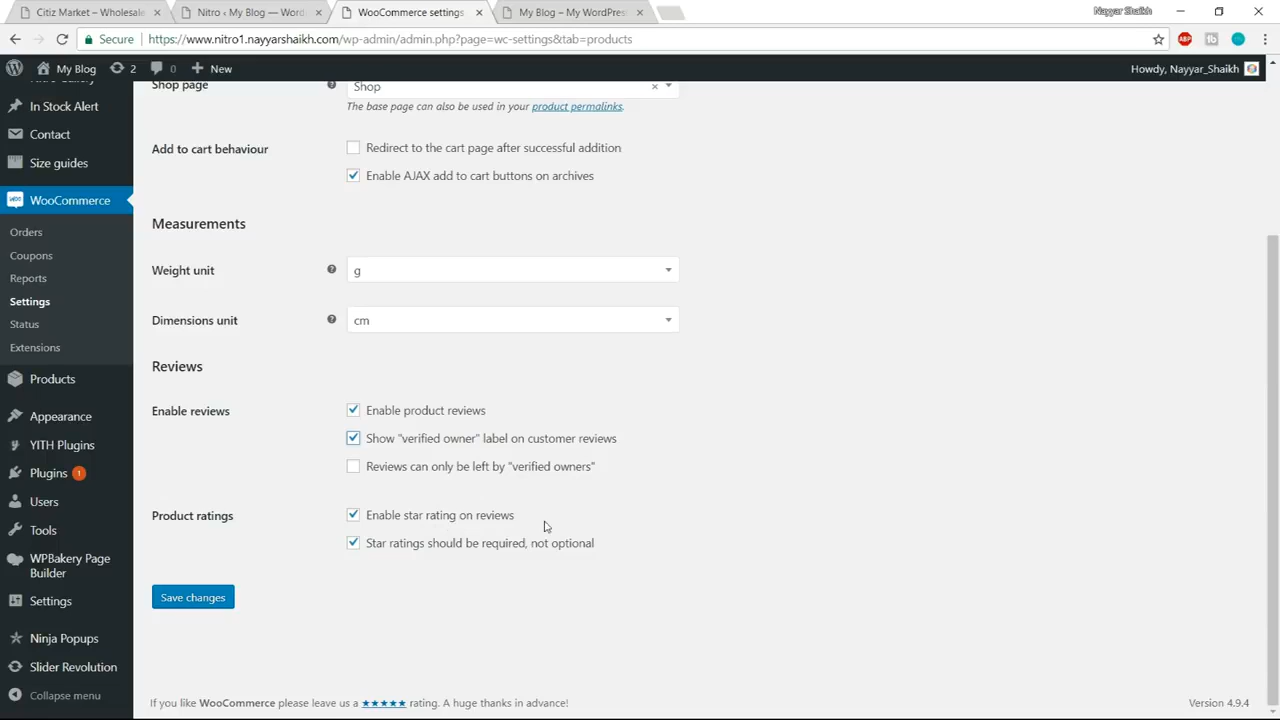 Citiz Market – Wholesale
Nitro ‹ My Blog — Word
WooCommerce settings
My Blog – My WordPress
Nayyar Shaikh
Secure
https://www.nitro1.nayyarshaikh.com/wp-admin/admin.php?page=wc-settings&tab=products
ABP
My Blog
2
0
New
Howdy, Nayyar_Shaikh
In Stock Alert
Contact
Size guides
WooCommerce
Orders
Coupons
Reports
Settings
Status
Extensions
Products
Appearance
YITH Plugins
Plugins 1
Users
Tools
WPBakery Page
Builder
Settings
Ninja Popups
Slider Revolution
Collapse menu
Shop page
Shop
The base page can also be used in your product permalinks.
Add to cart behaviour
Redirect to the cart page after successful addition
Enable AJAX add to cart buttons on archives
Measurements
Weight unit
g
Dimensions unit
cm
Reviews
Enable reviews
Enable product reviews
Show "verified owner" label on customer reviews
Reviews can only be left by "verified owners"
Product ratings
Enable star rating on reviews
Star ratings should be required, not optional
Save changes
If you like WooCommerce please leave us a ★★★★★ rating. A huge thanks in advance!
Version 4.9.4